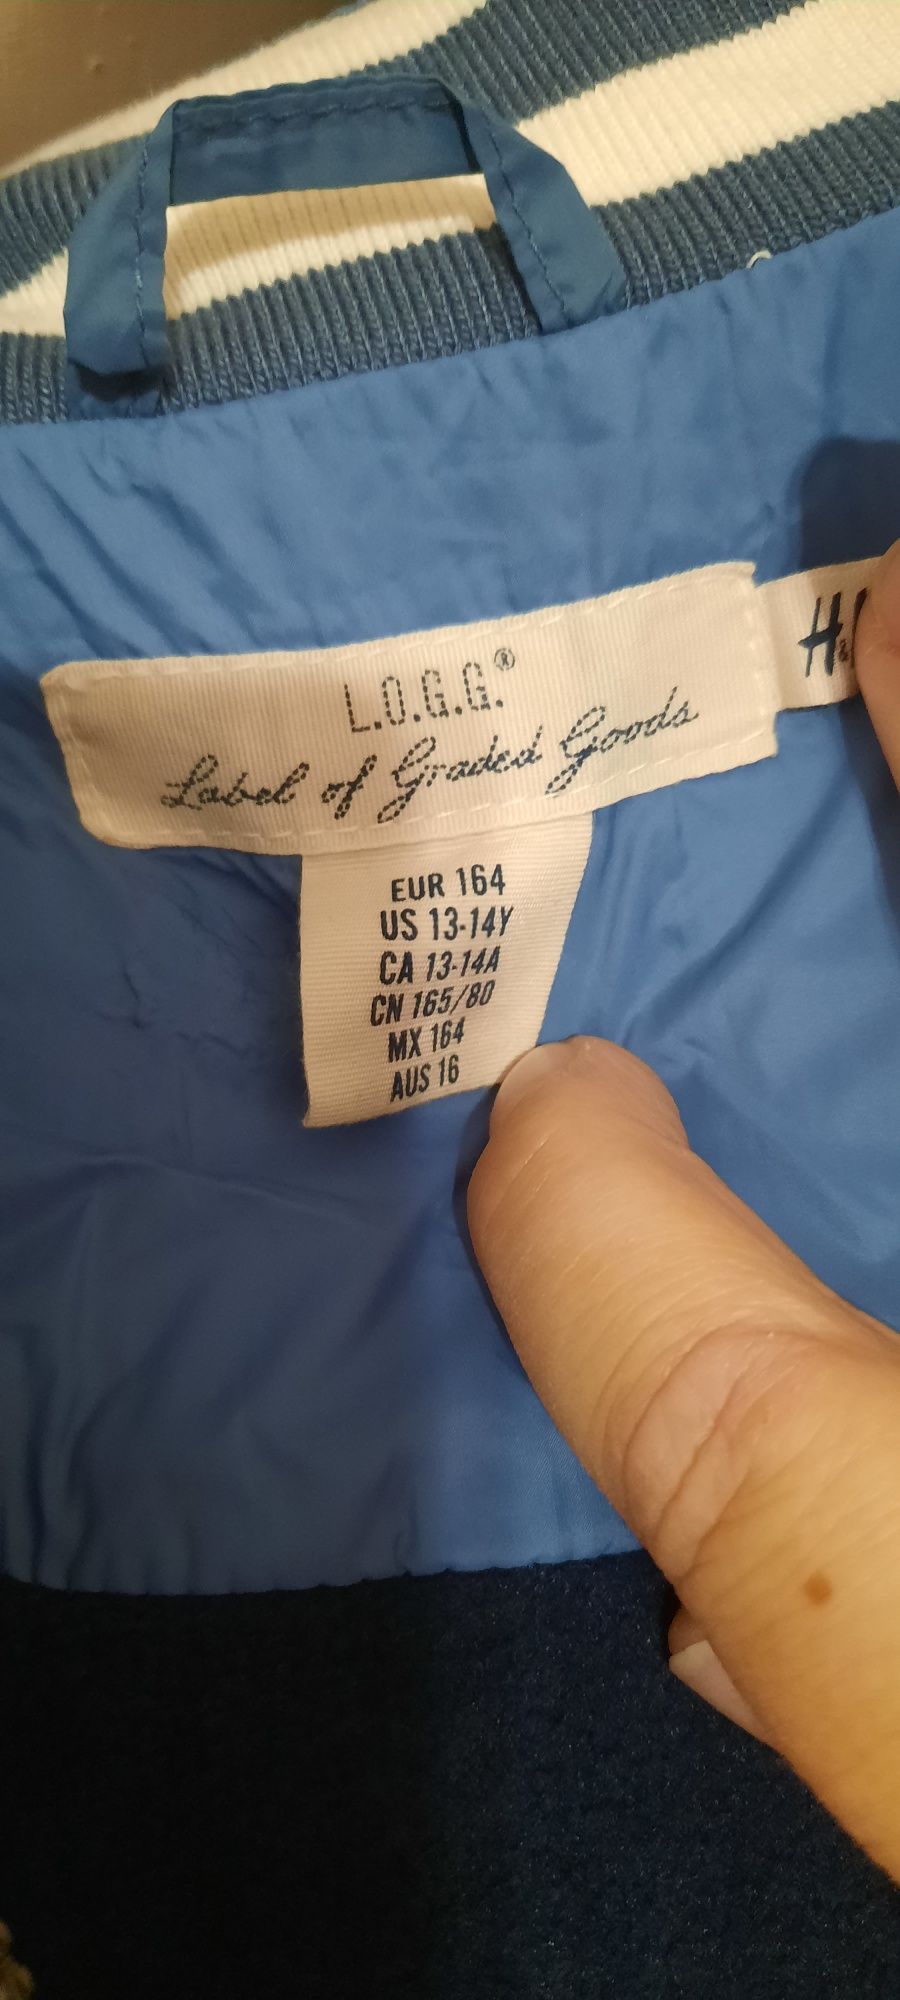 L.O.G.G.®
Label of Graded Goods
H&
EUR 164
US 13-14Y
CA 13-14A
CN 165/80
MX 164
AUS 16